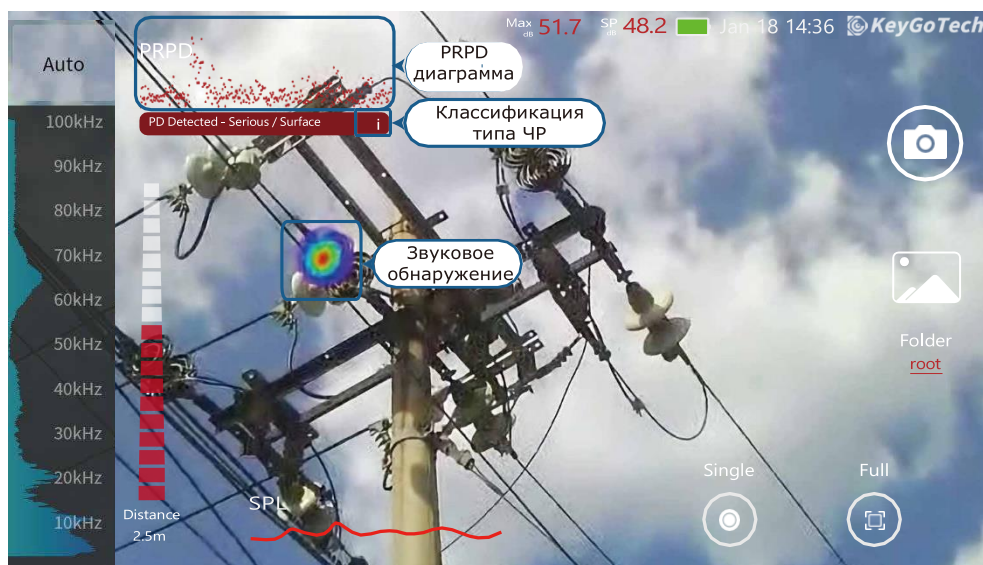 Auto
100kHz
90kHz
80kHz
70kHz
60kHz
50kHz
40kHz
30kHz
20kHz
10kHz
PRPD
PRPD
диаграмма
PD Detected - Serious / Surface i
Классификация
типа ЧР
Звуковое
обнаружение
Max dB 51.7 SP dB 48.2 Jan 18 14:36 KeyGoTech
Folder
root
Single Full
SPL
Distance
2.5m